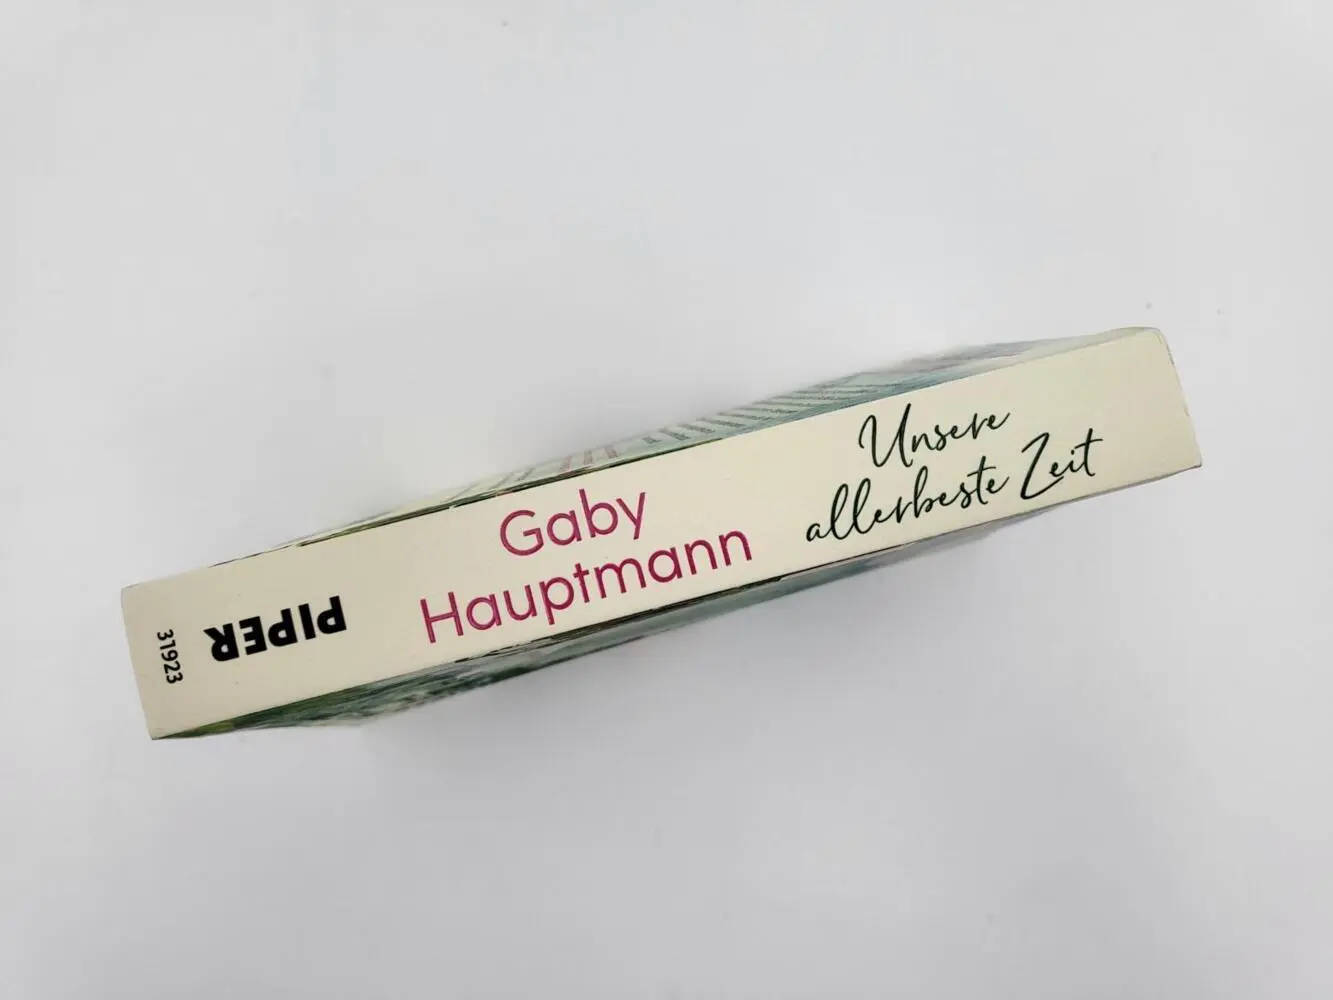 Gaby
Hauptmann
Unsere
allerbeste Zeit
PIPER
31923